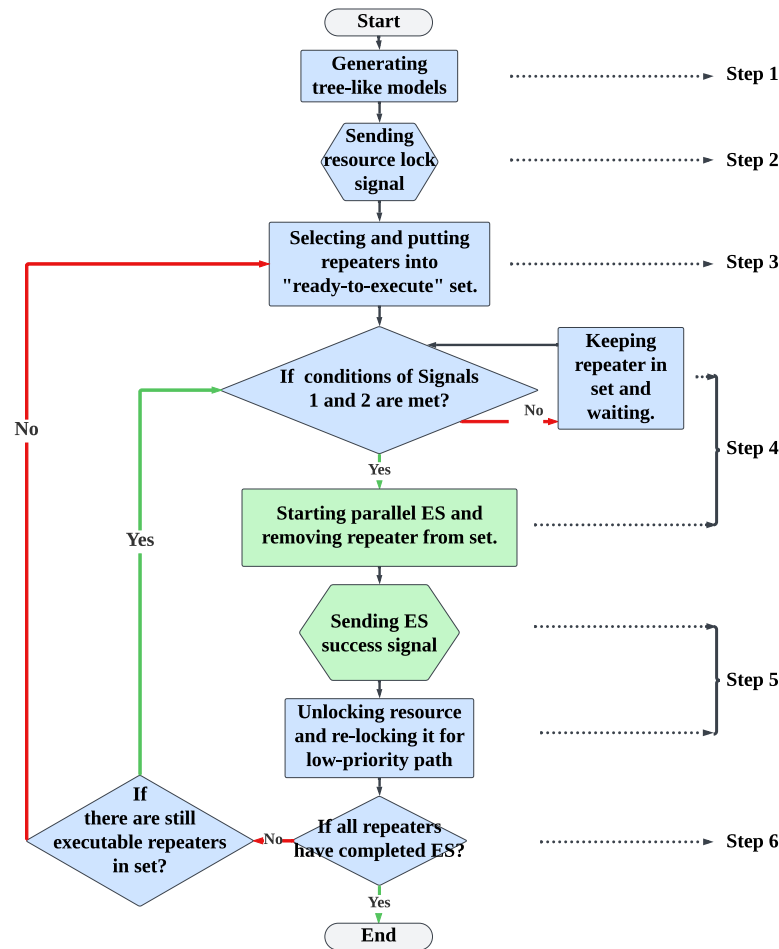 Start
Generating
tree-like models
Step 1
Sending
resource lock
signal
Step 2
Selecting and putting
repeaters into
"ready-to-execute" set.
Step 3
If conditions of Signals
1 and 2 are met?
Keeping
repeater in
set and
waiting.
No
No
Step 4
Yes
Starting parallel ES and
removing repeater from set.
Yes
Sending ES
success signal
Step 5
Unlocking resource
and re-locking it for
low-priority path
If
there are still
executable repeaters
in set?
No
If all repeaters
have completed ES?
Step 6
Yes
End